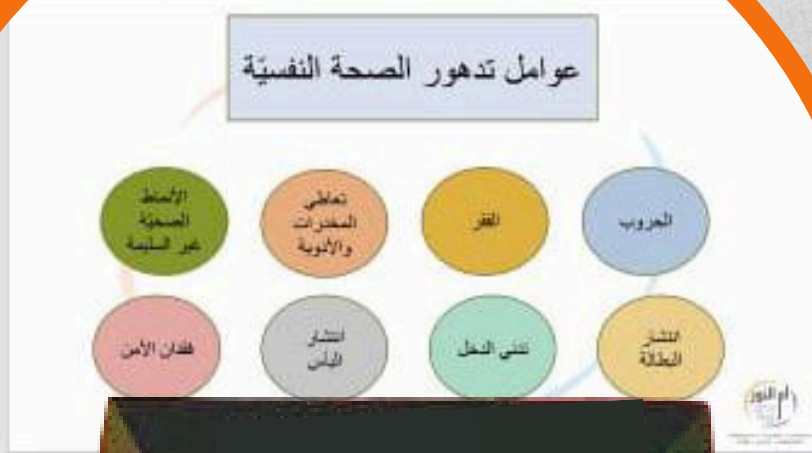 عوامل تدهور الصحة النفسيّة
الحروب
الفقر
تعاطي
المخدرات
والأدوية
الأنماط
الصحية
غير السليمة
انتشار
البطالة
تدني الدخل
انتشار
اليأس
فقدان الأمن